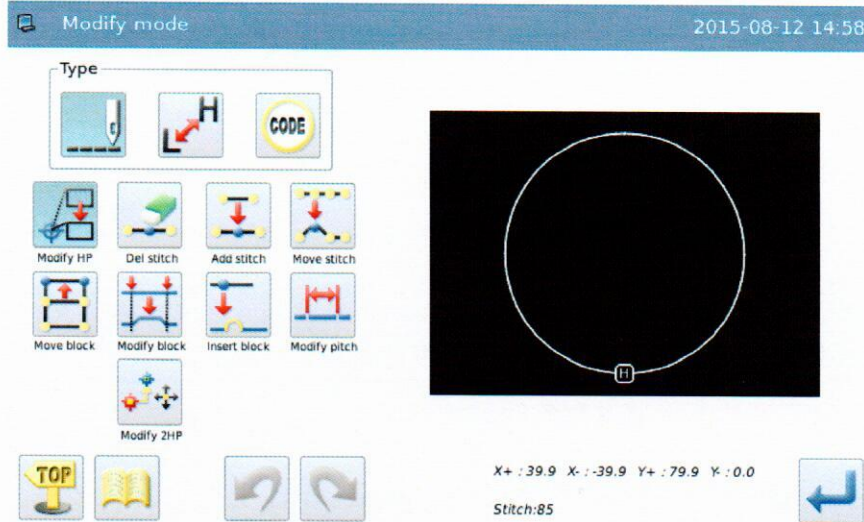 Modify mode
2015-08-12 14:58
Type
L H
CODE
Modify HP
Del stitch
Add stitch
Move stitch
Move block
Modify block
Insert block
Modify pitch
Modify 2HP
H
TOP
X+ : 39.9 X- : -39.9 Y+ : 79.9 Y- : 0.0
Stitch:85